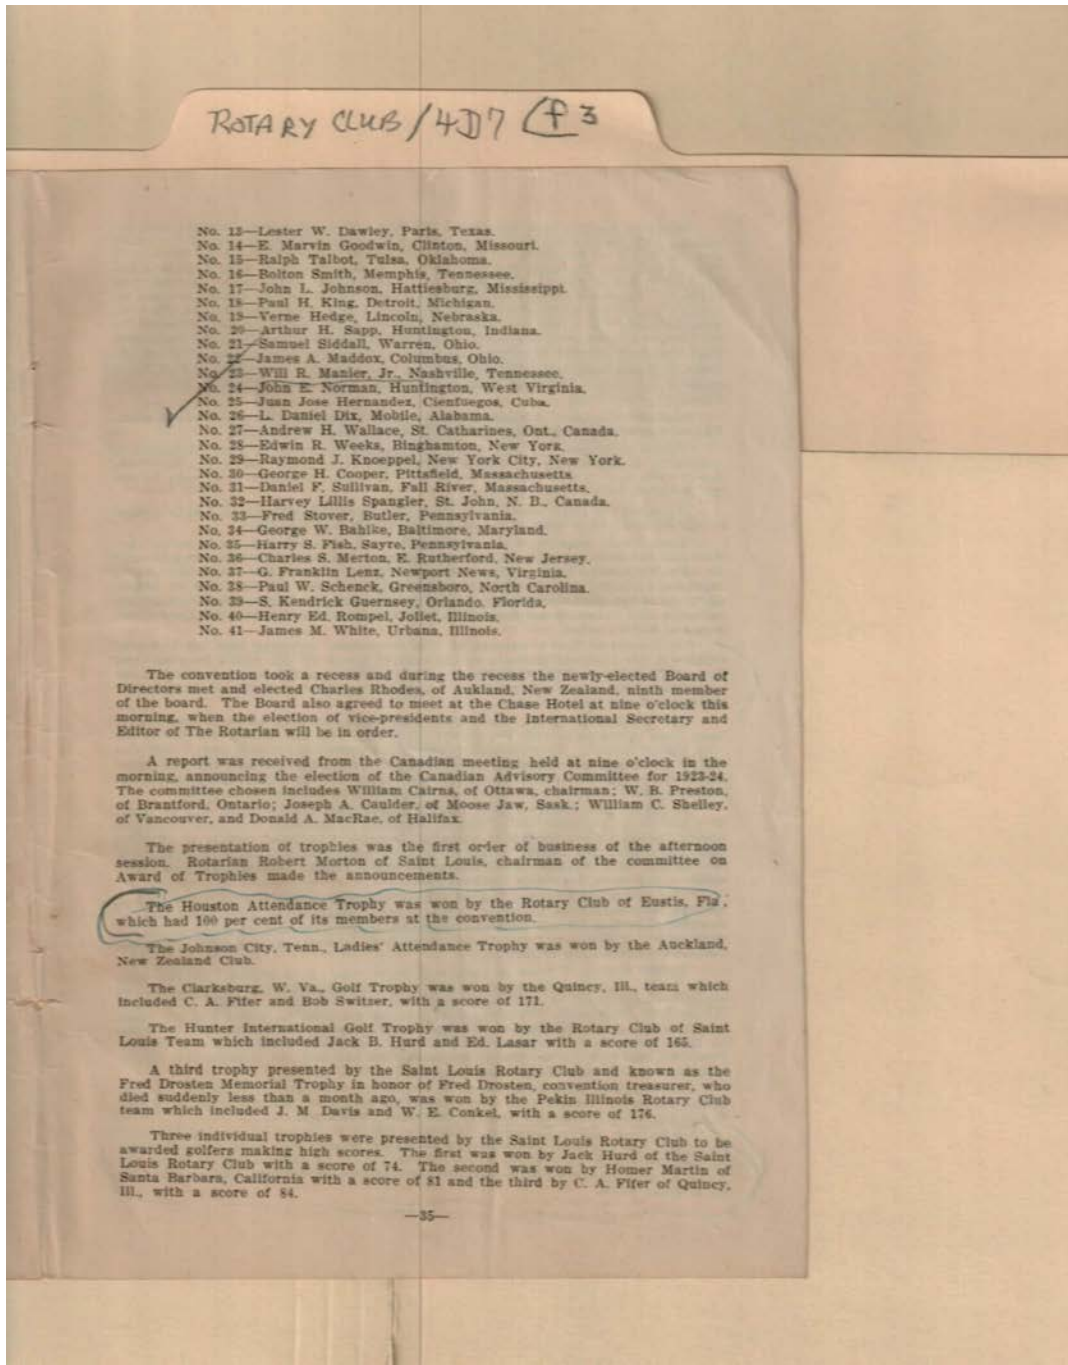 ROTARY CLUB/4D7 f3
No. 13—Lester W. Dawley, Paris, Texas.
No. 14—E. Marvin Goodwin, Clinton, Missouri.
No. 15—Ralph Talbot, Tulsa, Oklahoma.
No. 16—Bolton Smith, Memphis, Tennessee.
No. 17—John L. Johnson, Hattiesburg, Mississippi.
No. 18—Paul H. King, Detroit, Michigan.
No. 19—Verne Hedge, Lincoln, Nebraska.
No. 20—Arthur H. Sapp, Huntington, Indiana.
No. 21—Samuel Siddall, Warren, Ohio.
No. 22—James A. Maddox, Columbus, Ohio.
No. 23—Will R. Manier, Jr., Nashville, Tennessee.
No. 24—John E. Norman, Huntington, West Virginia.
No. 25—Juan Jose Hernandez, Cienfuegos, Cuba.
No. 26—L. Daniel Dix, Mobile, Alabama.
No. 27—Andrew H. Wallace, St. Catharines, Ont., Canada.
No. 28—Edwin R. Weeks, Binghamton, New York.
No. 29—Raymond J. Knoeppel, New York City, New York.
No. 30—George H. Cooper, Pittsfield, Massachusetts.
No. 31—Daniel F. Sullivan, Fall River, Massachusetts.
No. 32—Harvey Lillis Spangler, St. John, N. B., Canada.
No. 33—Fred Stover, Butler, Pennsylvania.
No. 34—George W. Bahlke, Baltimore, Maryland.
No. 35—Harry S. Fish, Sayre, Pennsylvania.
No. 36—Charles S. Merton, E. Rutherford, New Jersey.
No. 37—G. Franklin Lenz, Newport News, Virginia.
No. 38—Paul W. Schenck, Greensboro, North Carolina.
No. 39—S. Kendrick Guernsey, Orlando, Florida,
No. 40—Henry Ed. Rompel, Joliet, Illinois.
No. 41—James M. White, Urbana, Illinois.
The convention took a recess and during the recess the newly-elected Board of
Directors met and elected Charles Rhodes, of Aukland, New Zealand, ninth member
of the board. The Board also agreed to meet at the Chase Hotel at nine o'clock this
morning, when the election of vice-presidents and the International Secretary and
Editor of The Rotarian will be in order.
A report was received from the Canadian meeting held at nine o'clock in the
morning, announcing the election of the Canadian Advisory Committee for 1923-24.
The committee chosen includes William Cairns, of Ottawa, chairman; W. B. Preston,
of Brantford, Ontario; Joseph A. Caulder, of Moose Jaw, Sask.; William C. Shelley,
of Vancouver, and Donald A. MacRae, of Halifax.
The presentation of trophies was the first order of business of the afternoon
session. Rotarian Robert Morton of Saint Louis, chairman of the committee on
Award of Trophies made the announcements.
The Houston Attendance Trophy was won by the Rotary Club of Eustis, Fla.,
which had 100 per cent of its members at the convention.
The Johnson City, Tenn., Ladies' Attendance Trophy was won by the Auckland,
New Zealand Club.
The Clarksburg, W. Va., Golf Trophy was won by the Quincy, Ill., team which
included C. A. Fifer and Bob Switzer, with a score of 171.
The Hunter International Golf Trophy was won by the Rotary Club of Saint
Louis Team which included Jack B. Hurd and Ed. Lasar with a score of 165.
A third trophy presented by the Saint Louis Rotary Club and known as the
Fred Drosten Memorial Trophy in honor of Fred Drosten, convention treasurer, who
died suddenly less than a month ago, was won by the Pekin Illinois Rotary Club
team which included J. M. Davis and W. E. Conkel, with a score of 176.
Three individual trophies were presented by the Saint Louis Rotary Club to be
awarded golfers making high scores. The first was won by Jack Hurd of the Saint
Louis Rotary Club with a score of 74. The second was won by Homer Martin of
Santa Barbara, California with a score of 81 and the third by C. A. Fifer of Quincy,
Ill., with a score of 84.
—35—